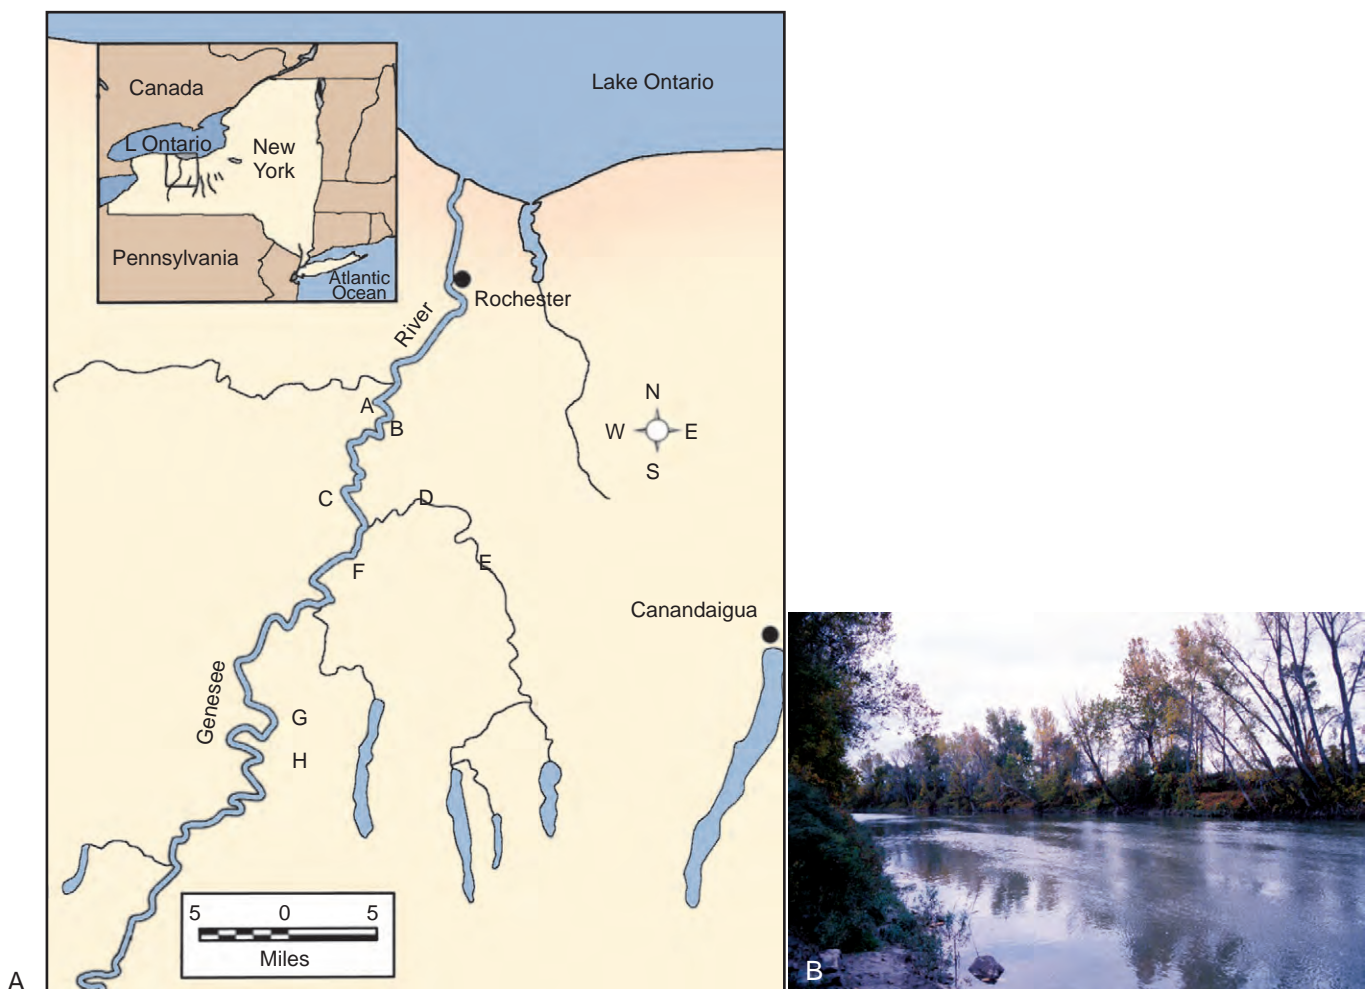 Lake Ontario
Canada
L Ontario
New
York
Pennsylvania
Atlantic
Ocean
Rochester
River
A
B
N
W E
S
C
D
E
F
Canandaigua
Genesee
G
H
5 0 5
Miles
A
B